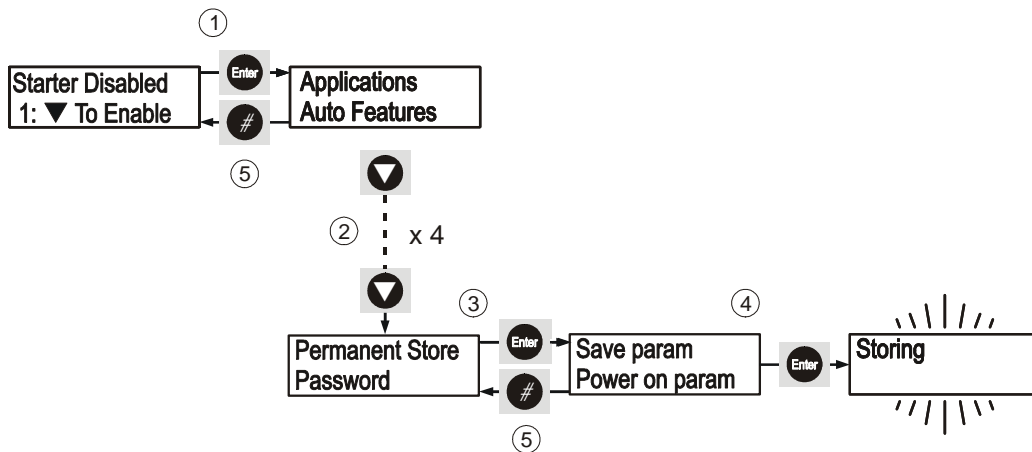 ①
Starter Disabled
1: ▼ To Enable
Enter
#
⑤
Applications
Auto Features
②
x 4
Permanent Store
Password
③
Enter
#
⑤
Save param
Power on param
④
Enter
Storing